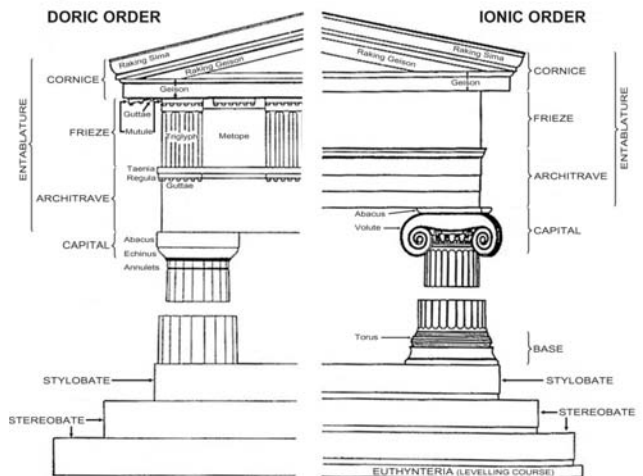 DORIC ORDER
CORNICE
ENTABLATURE
FRIEZE
ARCHITRAVE
CAPITAL
Raking Sima
Raking Geison
Geison
Guttae
Mutule
Triglyph
Metope
Taenia
Regula
Guttae
Abacus
Echinus
Annulets
STYLOBATE
STEREOBATE
IONIC ORDER
Raking Sima
Raking Geison
Geison
CORNICE
FRIEZE
ENTABLATURE
ARCHITRAVE
Abacus
Volute
CAPITAL
Torus
BASE
STYLOBATE
STEREOBATE
EUTHYNTERIA (LEVELLING COURSE)